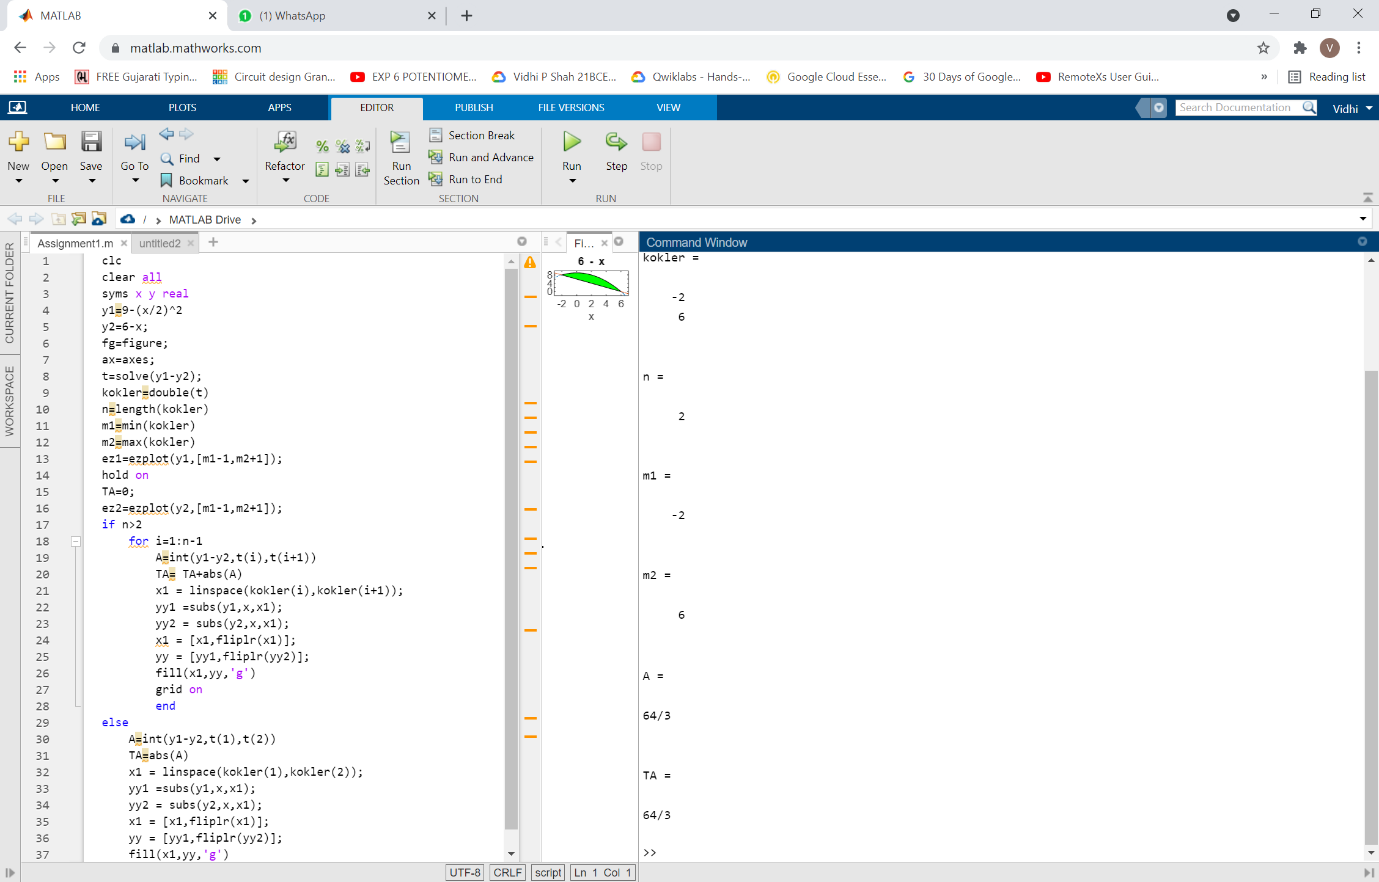 MATLAB
(1) WhatsApp
matlab.mathworks.com
V
Apps
FREE Gujarati Typin...
Circuit design Gran...
EXP 6 POTENTIOME...
Vidhi P Shah 21BCE...
Qwiklabs - Hands-...
Google Cloud Esse...
30 Days of Google...
RemoteXs User Gui...
»
Reading list
HOME
PLOTS
APPS
EDITOR
PUBLISH
FILE VERSIONS
VIEW
Search Documentation
Vidhi
New
Open
Save
FILE
Go To
Find
Bookmark
NAVIGATE
Refactor
CODE
Run Section
Section Break
Run and Advance
Run to End
SECTION
Run
Step
Stop
RUN
/ > MATLAB Drive >
CURRENT FOLDER
WORKSPACE
Assignment1.m
untitled2
1 clc
2 clear all
3 syms x y real
4 y1=9-(x/2)^2
5 y2=6-x;
6 fg=figure;
7 ax=axes;
8 t=solve(y1-y2);
9 kokler=double(t)
10 n=length(kokler)
11 m1=min(kokler)
12 m2=max(kokler)
13 ez1=ezplot(y1,[m1-1,m2+1]);
14 hold on
15 TA=0;
16 ez2=ezplot(y2,[m1-1,m2+1]);
17 if n>2
18 for i=1:n-1
19 A=int(y1-y2,t(i),t(i+1))
20 TA= TA+abs(A)
21 x1 = linspace(kokler(i),kokler(i+1));
22 yy1 =subs(y1,x,x1);
23 yy2 = subs(y2,x,x1);
24 x1 = [x1,fliplr(x1)];
25 yy = [yy1,fliplr(yy2)];
26 fill(x1,yy,'g')
27 grid on
28 end
29 else
30 A=int(y1-y2,t(1),t(2))
31 TA=abs(A)
32 x1 = linspace(kokler(1),kokler(2));
33 yy1 =subs(y1,x,x1);
34 yy2 = subs(y2,x,x1);
35 x1 = [x1,fliplr(x1)];
36 yy = [yy1,fliplr(yy2)];
37 fill(x1,yy,'g')
Fi...
6 - x
8
4
0
-2 0 2 4 6
x
Command Window
kokler =
-2
6
n =
2
m1 =
-2
m2 =
6
A =
64/3
TA =
64/3
>>
UTF-8
CRLF
script
Ln 1 Col 1